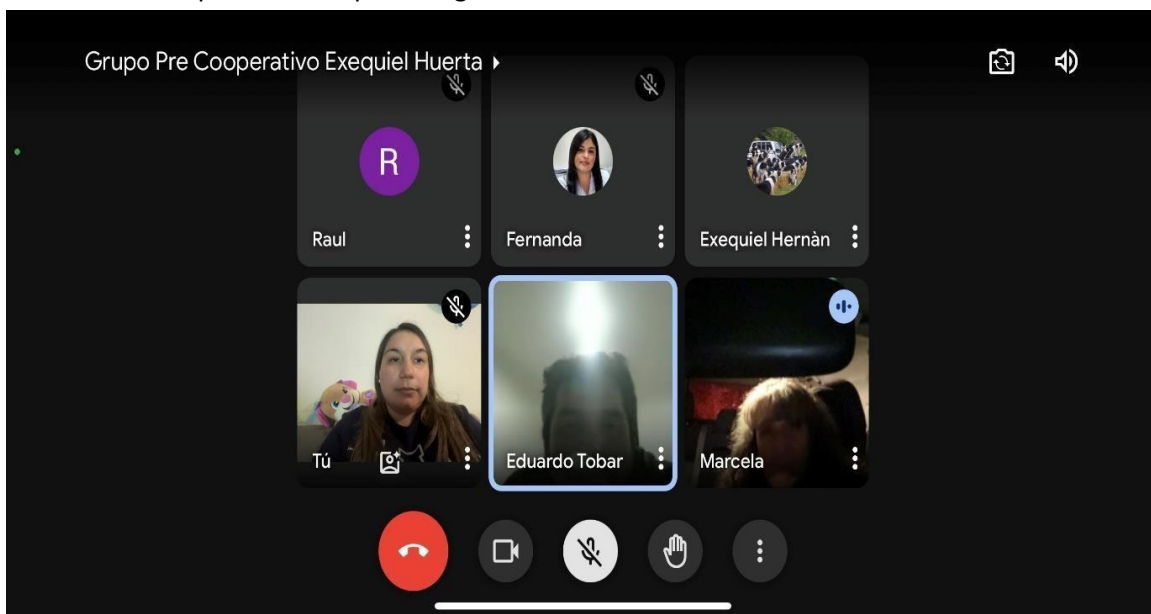 Grupo Pre Cooperativo Exequiel Huerta
R
Raul
Fernanda
Exequiel Hernàn
Tú
Eduardo Tobar
Marcela